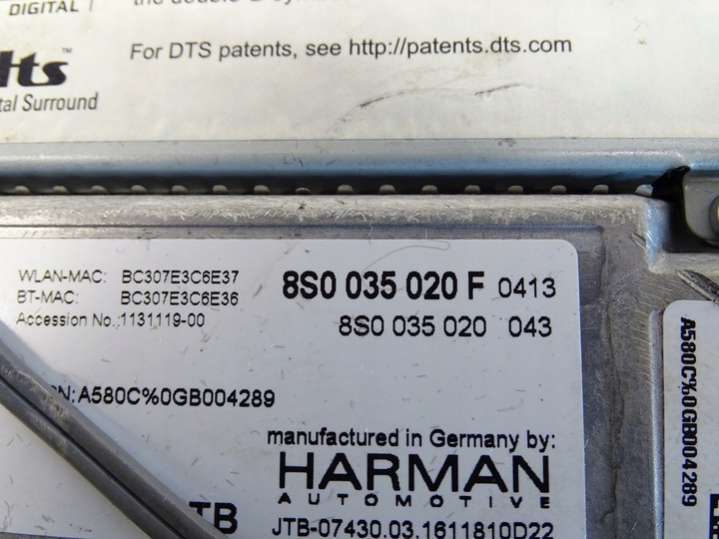 DIGITAL
For DTS patents, see http://patents.dts.com
dts™
tal Surround
WLAN-MAC: BC307E3C6E37
BT-MAC: BC307E3C6E36
Accession No.:1131119-00
8S0 035 020 F 0413
8S0 035 020 043
N: A580C%0GB004289
manufactured in Germany by:
HARMAN
AUTOMOTIVE
TB
JTB-07430.03.1611810D22
A580C%0GB004289